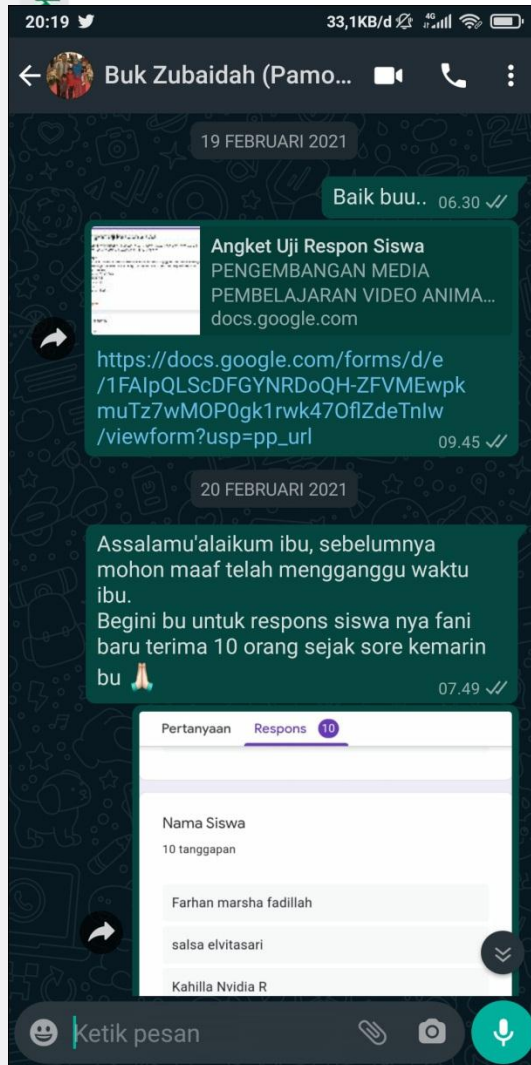 20:19
33,1KB/d
4G
Buk Zubaidah (Pamo...
19 FEBRUARI 2021
Baik buu.. 06.30
Angket Uji Respon Siswa
PENGEMBANGAN MEDIA
PEMBELAJARAN VIDEO ANIMA...
docs.google.com
https://docs.google.com/forms/d/e
/1FAIpQLScDFGYNRDoQH-ZFVMEwpk
muTz7wMOP0gk1rwk47OflZdeTnIw
/viewform?usp=pp_url
09.45
20 FEBRUARI 2021
Assalamu'alaikum ibu, sebelumnya
mohon maaf telah mengganggu waktu
ibu.
Begini bu untuk respons siswa nya fani
baru terima 10 orang sejak sore kemarin
bu 🙏🏻
07.49
Pertanyaan Respons 10
Nama Siswa
10 tanggapan
Farhan marsha fadillah
salsa elvitasari
Kahilla Nvidia R
Ketik pesan